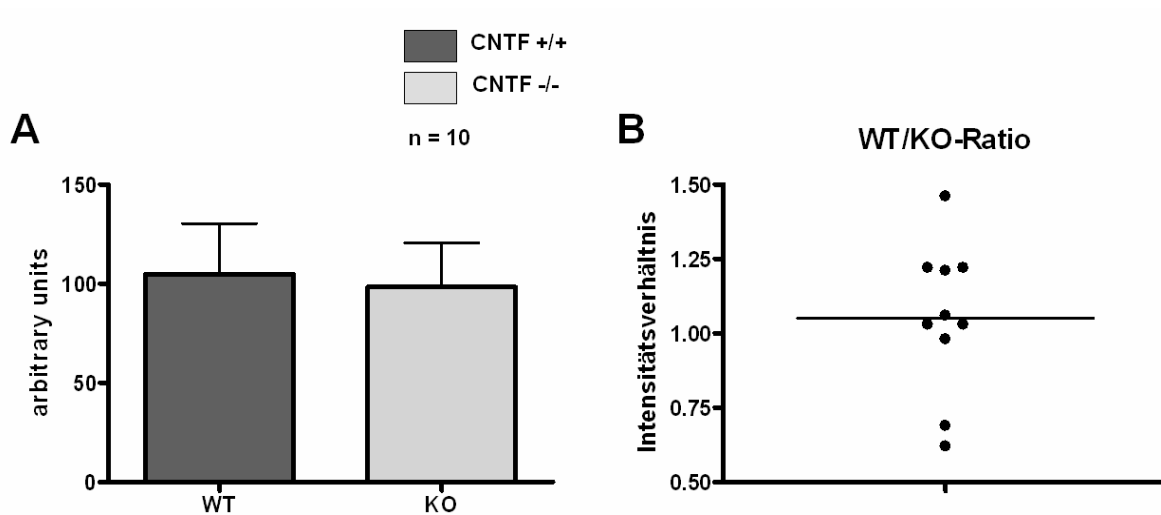 CNTF +/+
CNTF -/-
n = 10
A
arbitrary units
150
100
50
0
WT
KO
B
WT/KO-Ratio
Intensitätsverhältnis
1.50
1.25
1.00
0.75
0.50